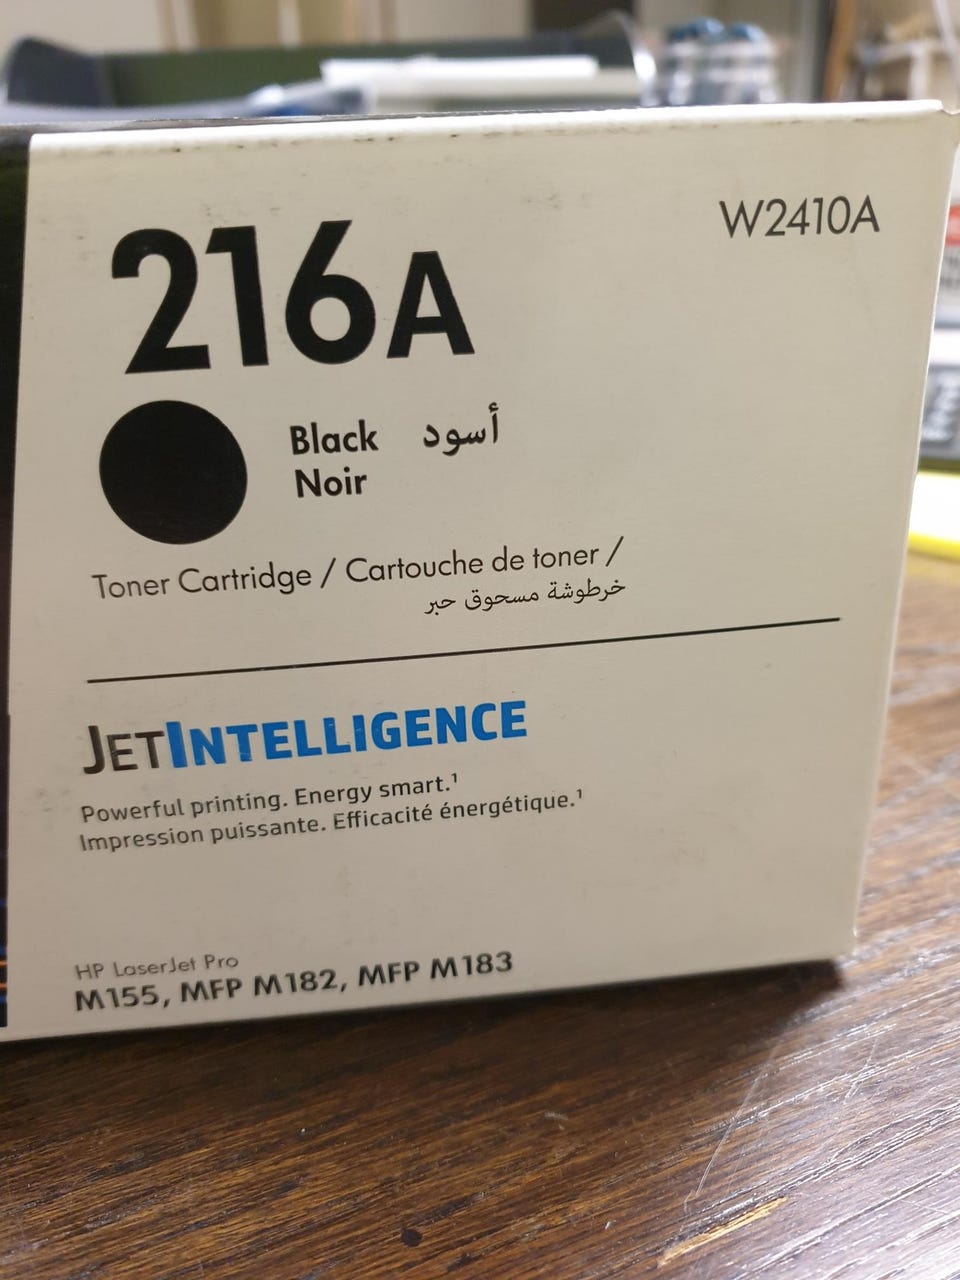 216A
W2410A
Black أسود
Noir
Toner Cartridge / Cartouche de toner /
خرطوشة مسحوق حبر
JETINTELLIGENCE
Powerful printing. Energy smart.¹
Impression puissante. Efficacité énergétique.¹
HP LaserJet Pro
M155, MFP M182, MFP M183